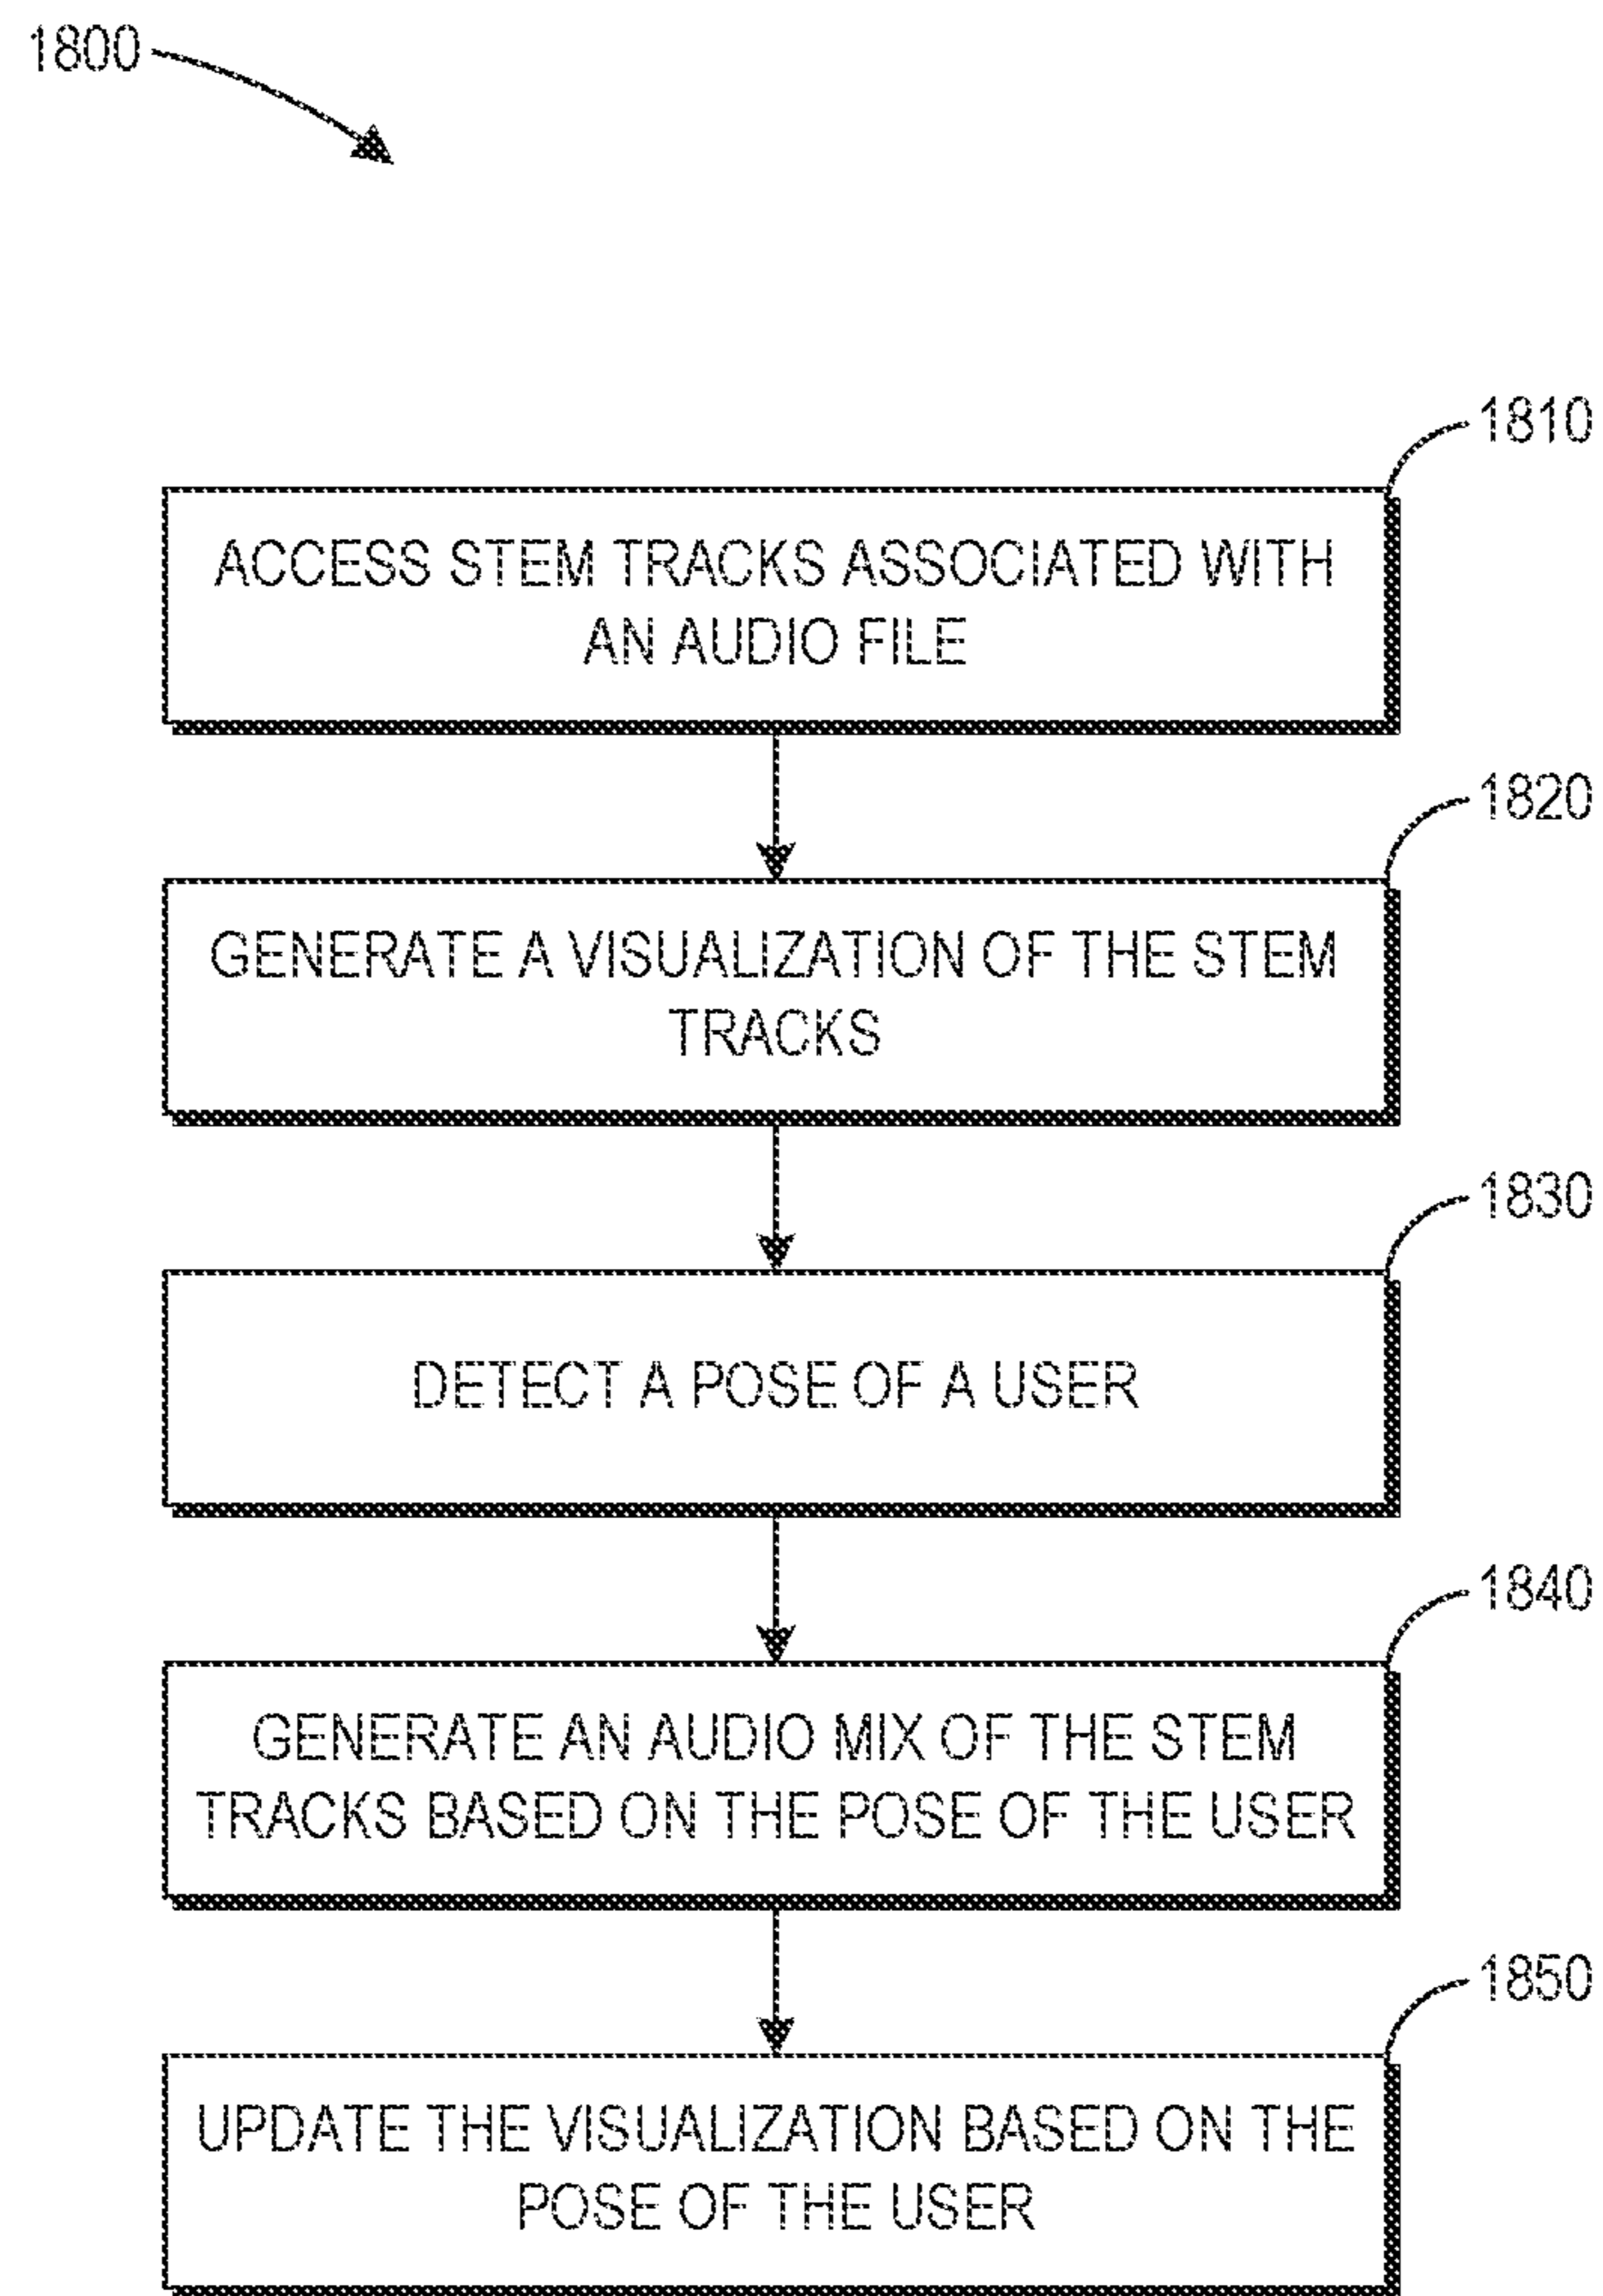 1800
1810
ACCESS STEM TRACKS ASSOCIATED WITH
AN AUDIO FILE
1820
GENERATE A VISUALIZATION OF THE STEM
TRACKS
1830
DETECT A POSE OF A USER
1840
GENERATE AN AUDIO MIX OF THE STEM
TRACKS BASED ON THE POSE OF THE USER
1850
UPDATE THE VISUALIZATION BASED ON THE
POSE OF THE USER